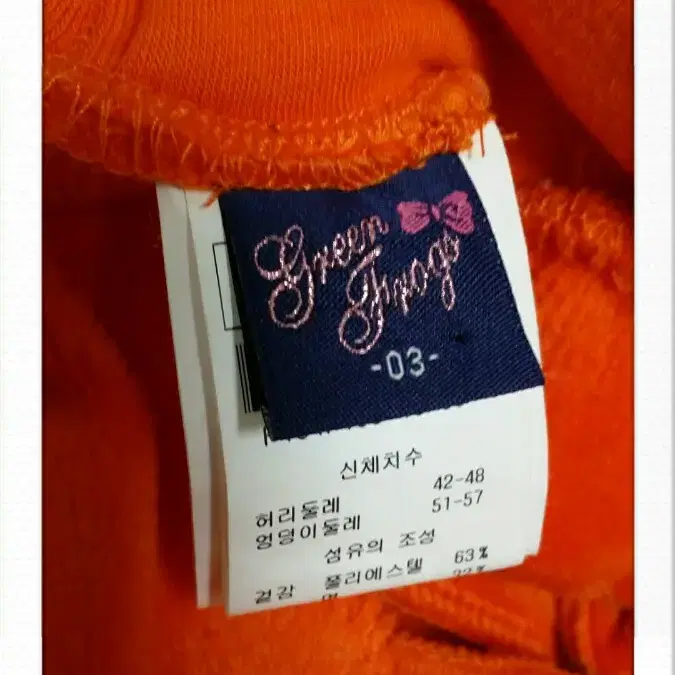 Green
Frogs
-03-
신체치수
허리둘레 42-48
엉덩이둘레 51-57
섬유의 조성
겉감 폴리에스텔 63%